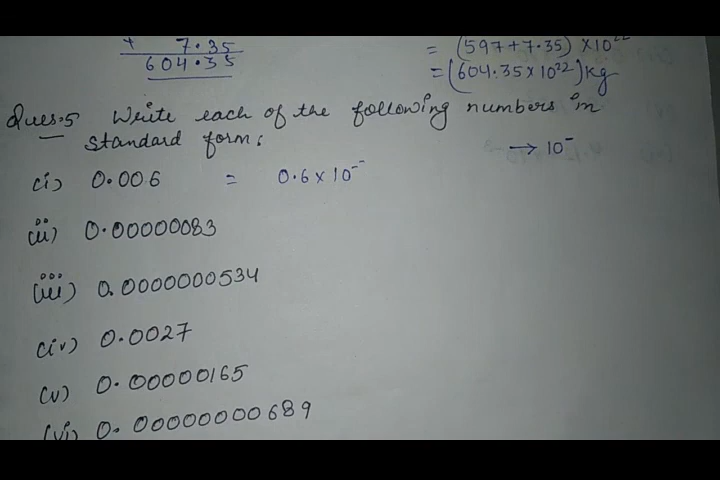 + 7.35
604.35
= (597+7.35) ×10²²
= (604.35×10²²)kg
Ques.5 Write each of the following numbers in
standard form:
→ 10⁻
(i) 0.006 = 0.6×10⁻⁻
(ii) 0.00000083
(iii) 0.0000000534
(iv) 0.0027
(v) 0.00000165
(vi) 0.00000000689